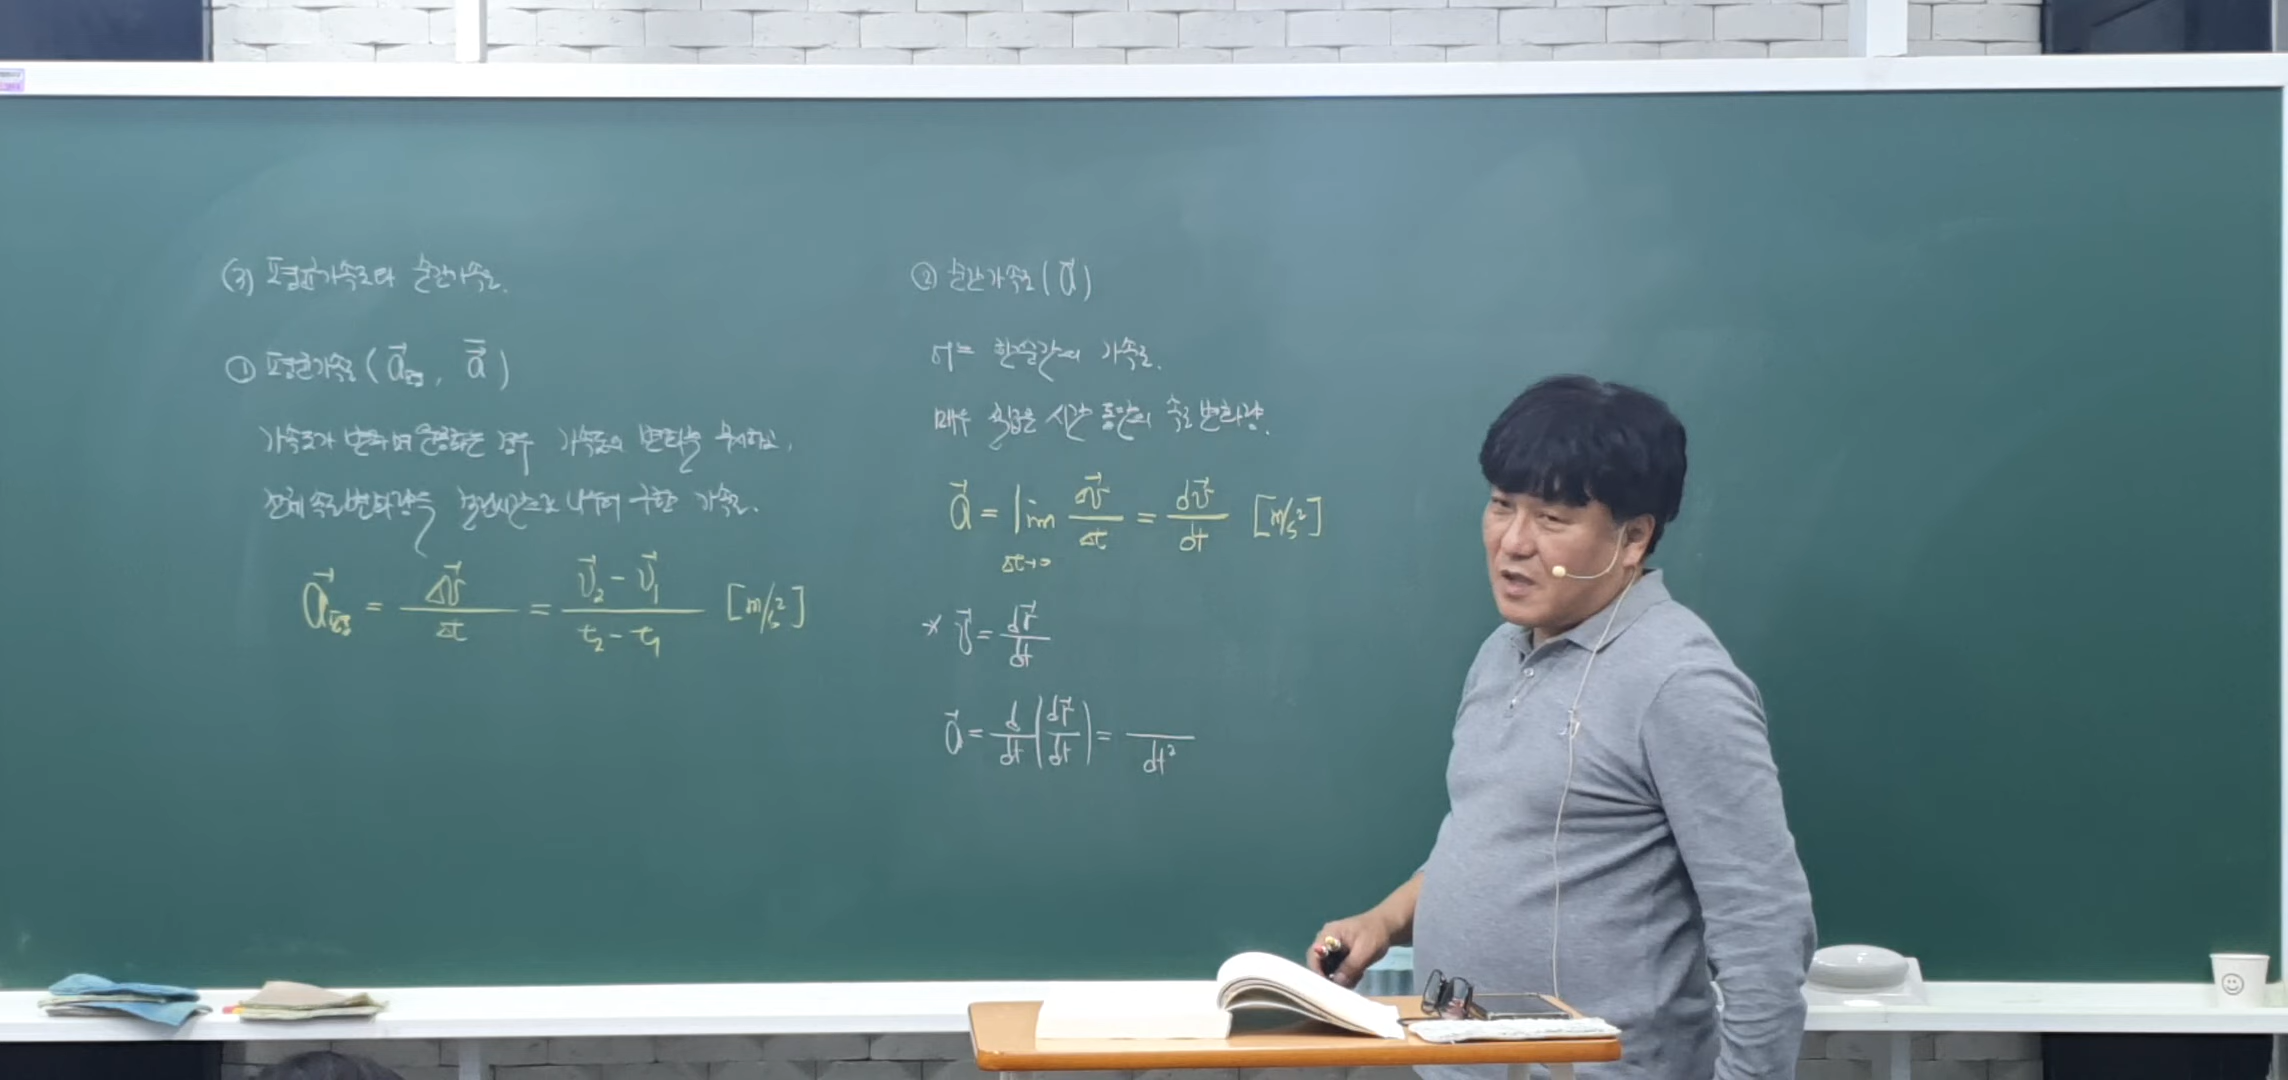 (3) 평균가속도와 순간가속도.
① 평균가속도 (a⃗평균, a⃗̄)
가속도가 변하며 운동하는 경우 가속도의 변화를 무시하고,
전체 속도변화량을 걸린시간으로 나누어 구한 가속도.
a⃗평균 = Δv⃗/Δt = (v⃗₂ - v⃗₁)/(t₂ - t₁) [m/s²]
② 순간가속도 (a⃗)
어느 한순간의 가속도.
매우 짧은 시간 동안의 속도 변화량.
a⃗ = lim Δt→0 Δv⃗/Δt = dv⃗/dt [m/s²]
* v⃗ = dr⃗/dt
a⃗ = d/dt (dr⃗/dt) = /dt²